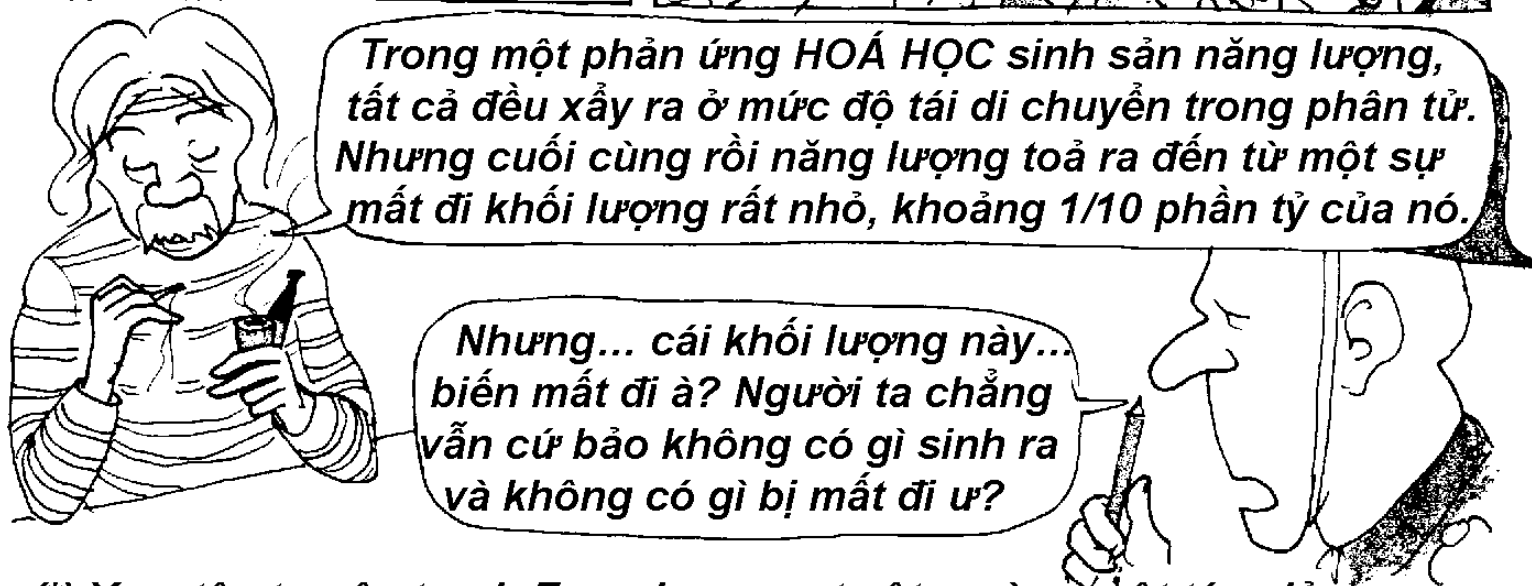 Trong một phản ứng HOÁ HỌC sinh sản năng lượng,
tất cả đều xẩy ra ở mức độ tái di chuyển trong phân tử.
Nhưng cuối cùng rồi năng lượng toả ra đến từ một sự
mất đi khối lượng rất nhỏ, khoảng 1/10 phần tỷ của nó.
Nhưng... cái khối lượng này...
biến mất đi à? Người ta chẳng
vẫn cứ bảo không có gì sinh ra
và không có gì bị mất đi ư?